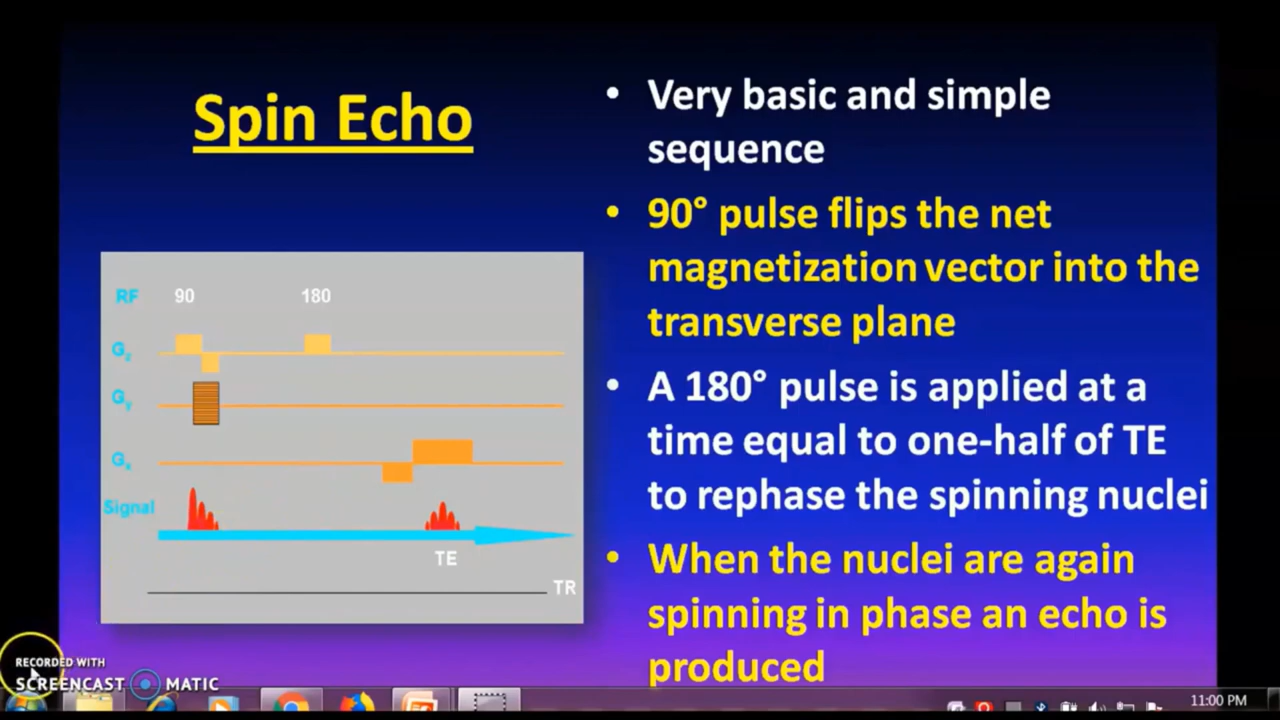 Spin Echo
RF 90 180
Gz
Gy
Gx
Signal
TE
TR
• Very basic and simple
sequence
• 90° pulse flips the net
magnetization vector into the
transverse plane
• A 180° pulse is applied at a
time equal to one-half of TE
to rephase the spinning nuclei
• When the nuclei are again
spinning in phase an echo is
produced
RECORDED WITH
SCREENCAST MATIC
11:00 PM